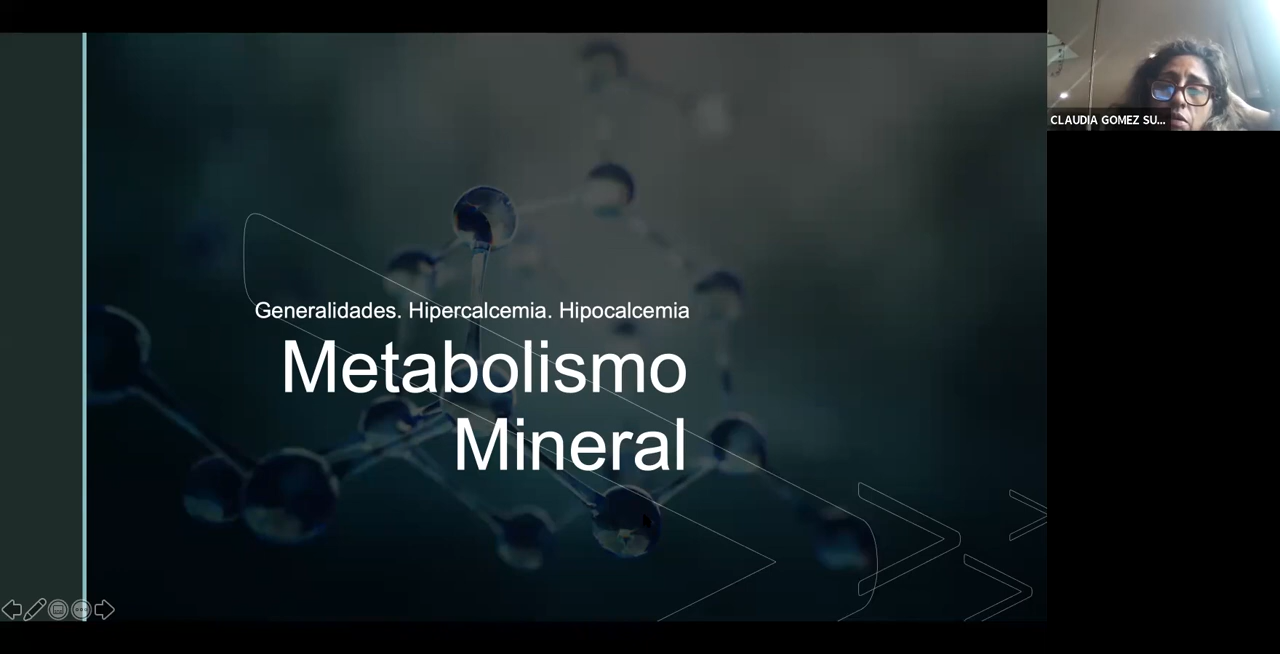 CLAUDIA GOMEZ SU...
Generalidades. Hipercalcemia. Hipocalcemia
Metabolismo
Mineral